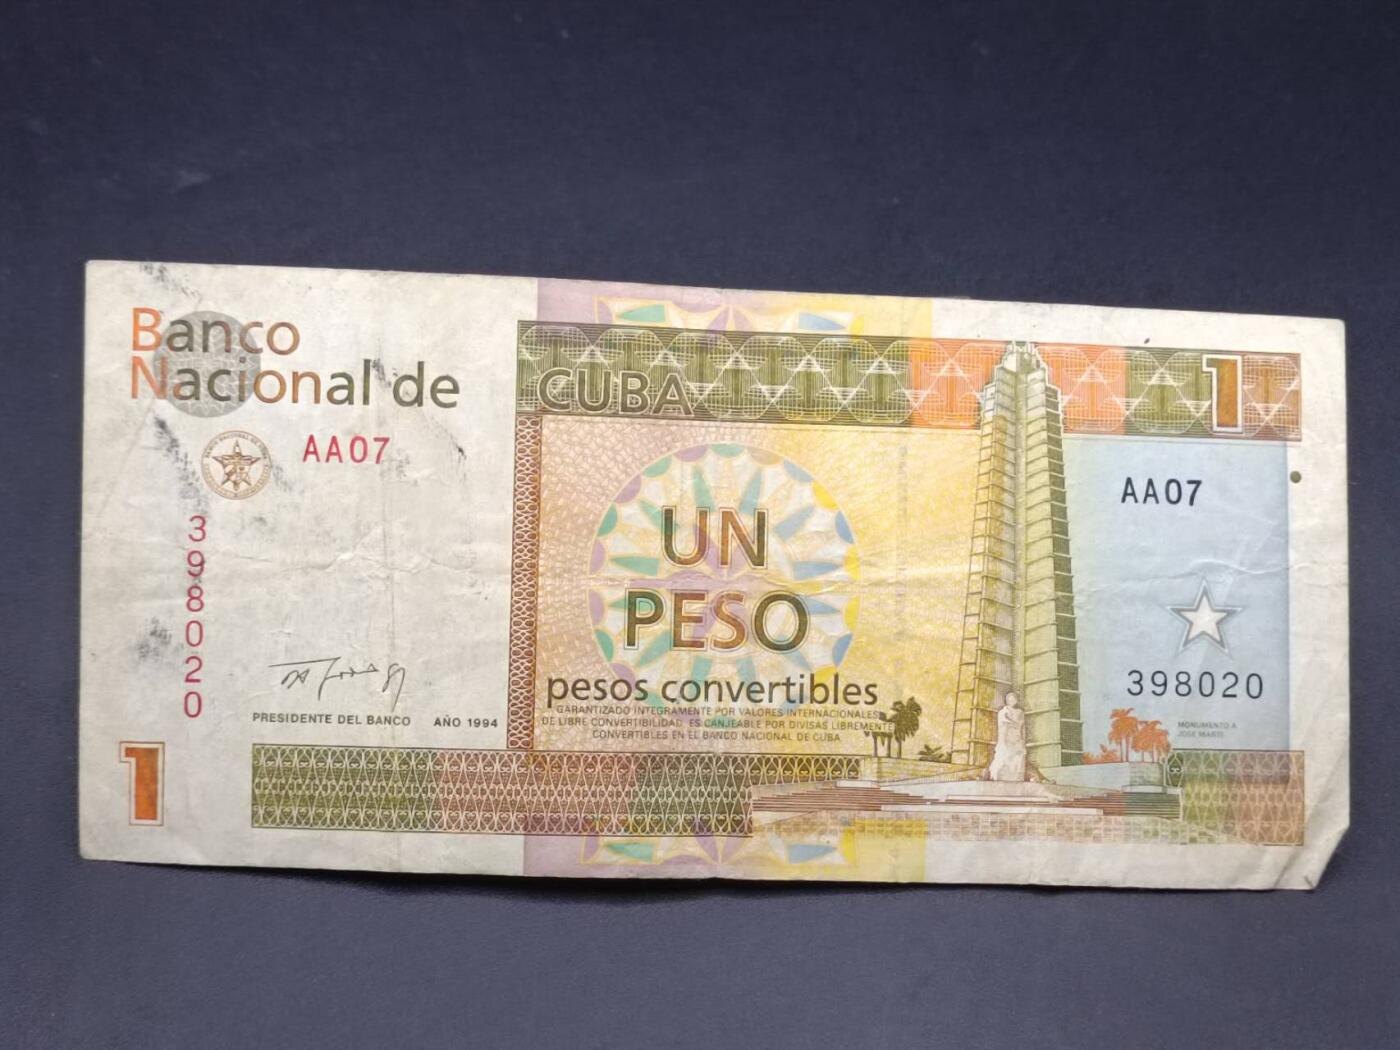 Banco
Nacional de
CUBA
1
AA07
AA07
398020
UN
PESO
pesos convertibles
GARANTIZADO INTEGRAMENTE POR VALORES INTERNACIONALES
DE LIBRE CONVERTIBILIDAD. ES CANJEABLE POR DIVISAS LIBREMENTE
CONVERTIBLES EN EL BANCO NACIONAL DE CUBA
398020
MONUMENTO A
JOSE MARTI
PRESIDENTE DEL BANCO AÑO 1994
1